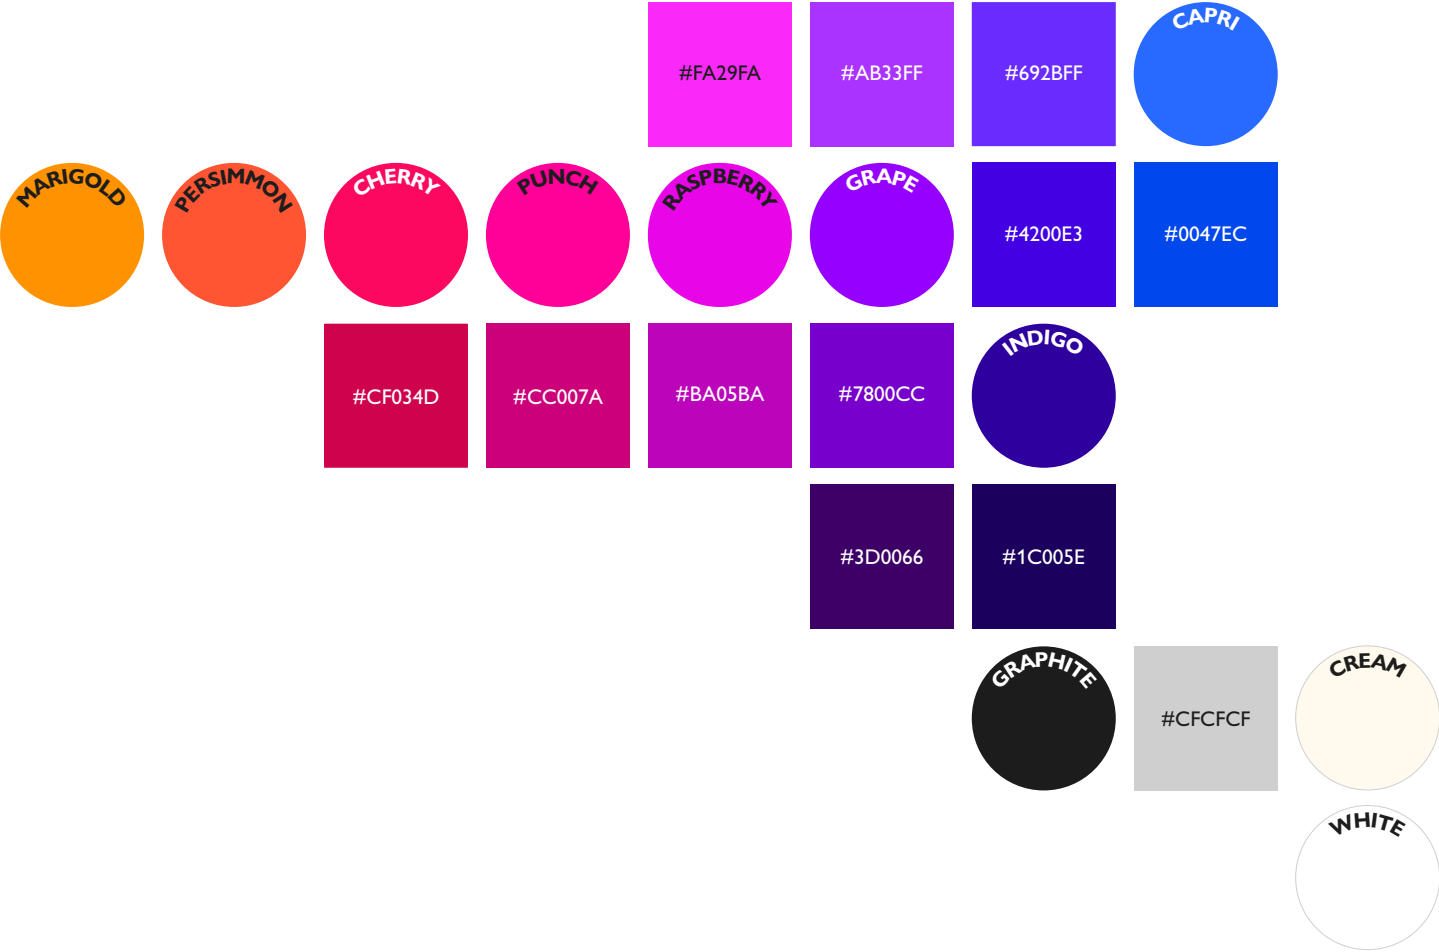 #FA29FA
#AB33FF
#692BFF
CAPRI
MARIGOLD
PERSIMMON
CHERRY
PUNCH
RASPBERRY
GRAPE
#4200E3
#0047EC
#CF034D
#CC007A
#BA05BA
#7800CC
INDIGO
#3D0066
#1C005E
GRAPHITE
#CFCFCF
CREAM
WHITE